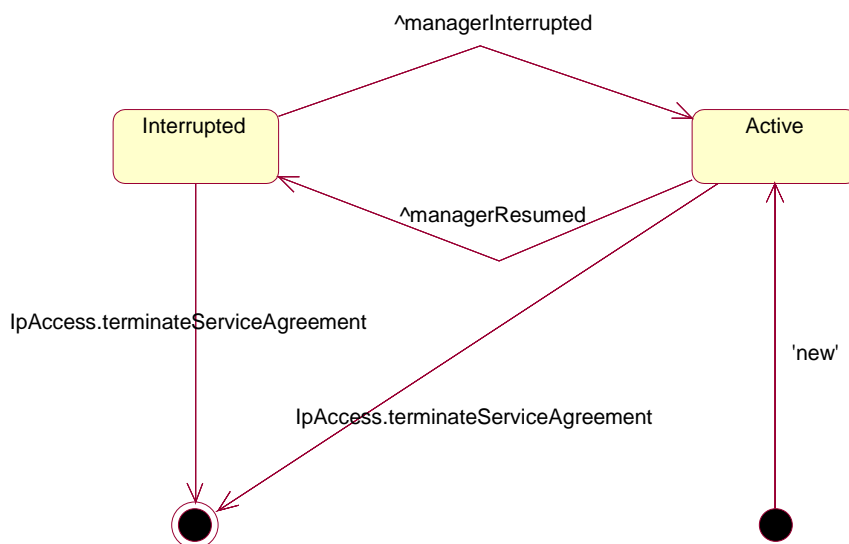 ^managerInterrupted
Interrupted
Active
^managerResumed
IpAccess.terminateServiceAgreement
'new'
IpAccess.terminateServiceAgreement